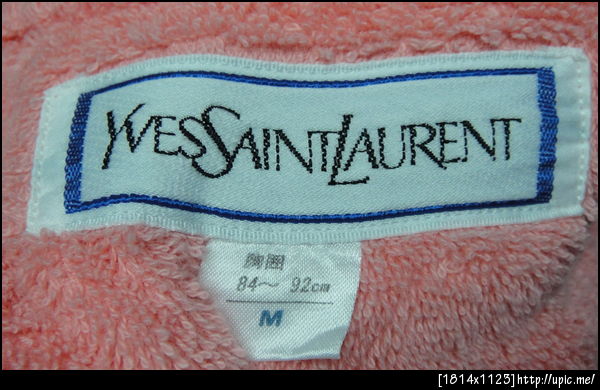 YVESSAINTLAURENT
胸囲
84～ 92cm
M
[1814x1123]http://upic.me/